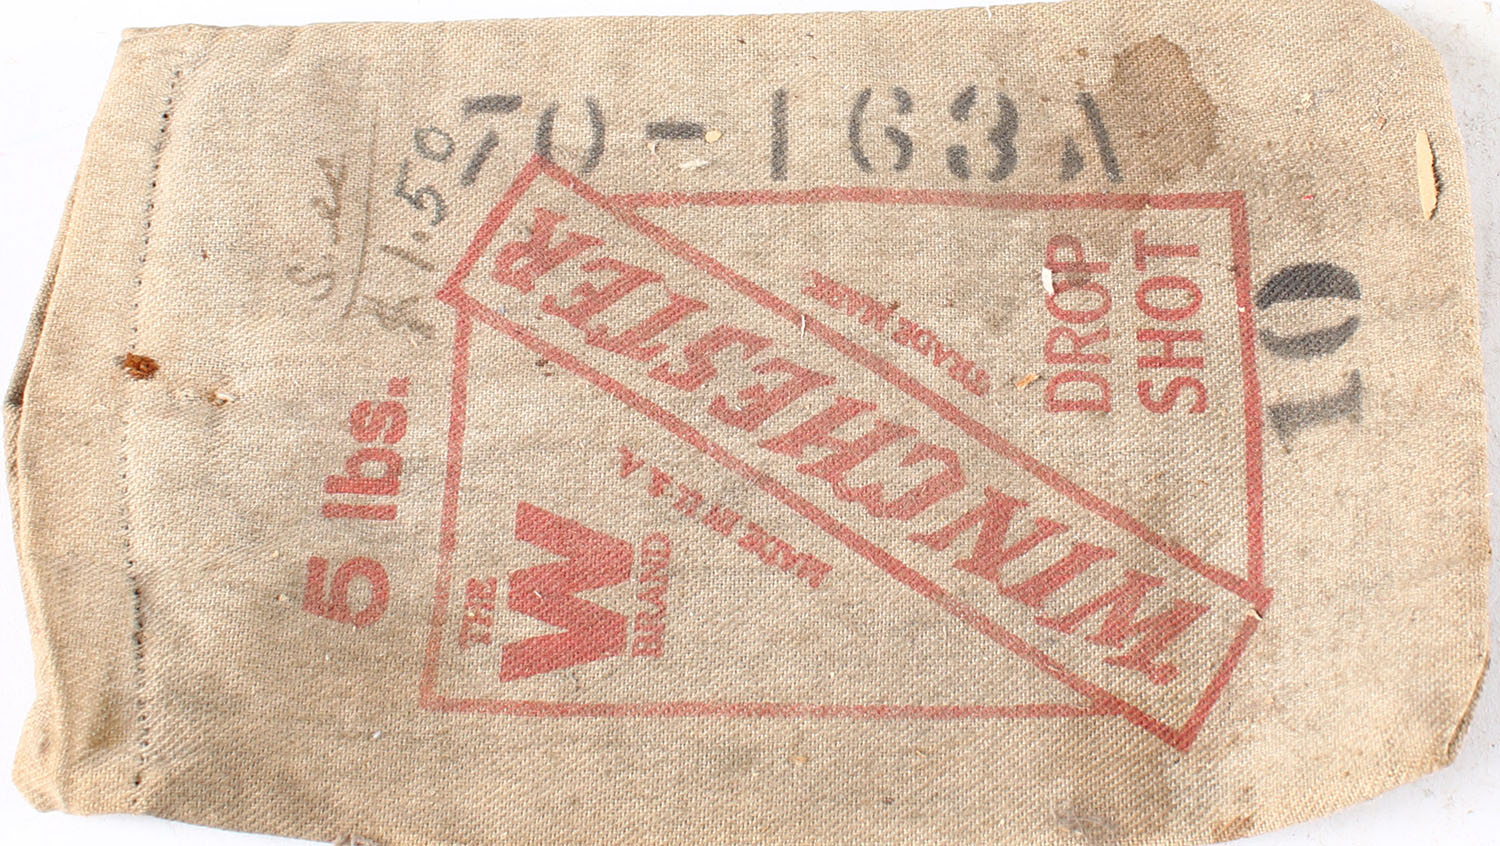 70-163A
1.50
5 lbs.
THE
W
BRAND
MADE IN U.S.A
WINCHESTER
TRADE MARK
DROP
SHOT
10